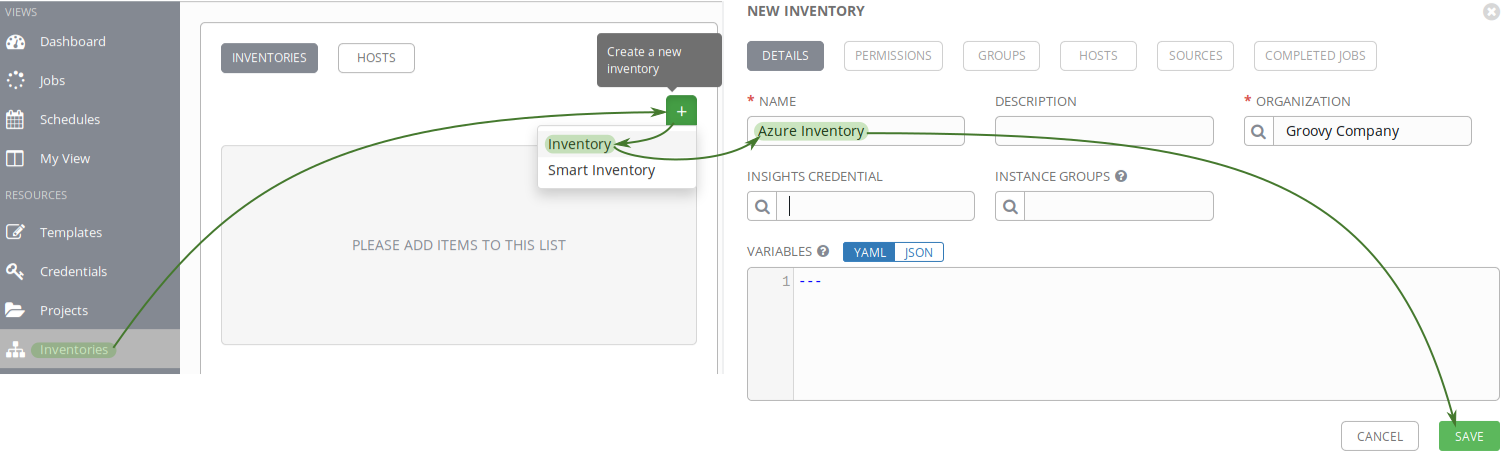 VIEWS
Dashboard
Jobs
Schedules
My View
RESOURCES
Templates
Credentials
Projects
Inventories
INVENTORIES
HOSTS
Create a new
inventory
+
Inventory
Smart Inventory
PLEASE ADD ITEMS TO THIS LIST
NEW INVENTORY
DETAILS
PERMISSIONS
GROUPS
HOSTS
SOURCES
COMPLETED JOBS
* NAME
DESCRIPTION
* ORGANIZATION
Azure Inventory
Groovy Company
INSIGHTS CREDENTIAL
INSTANCE GROUPS ?
VARIABLES ?
YAML
JSON
1 ---
CANCEL
SAVE